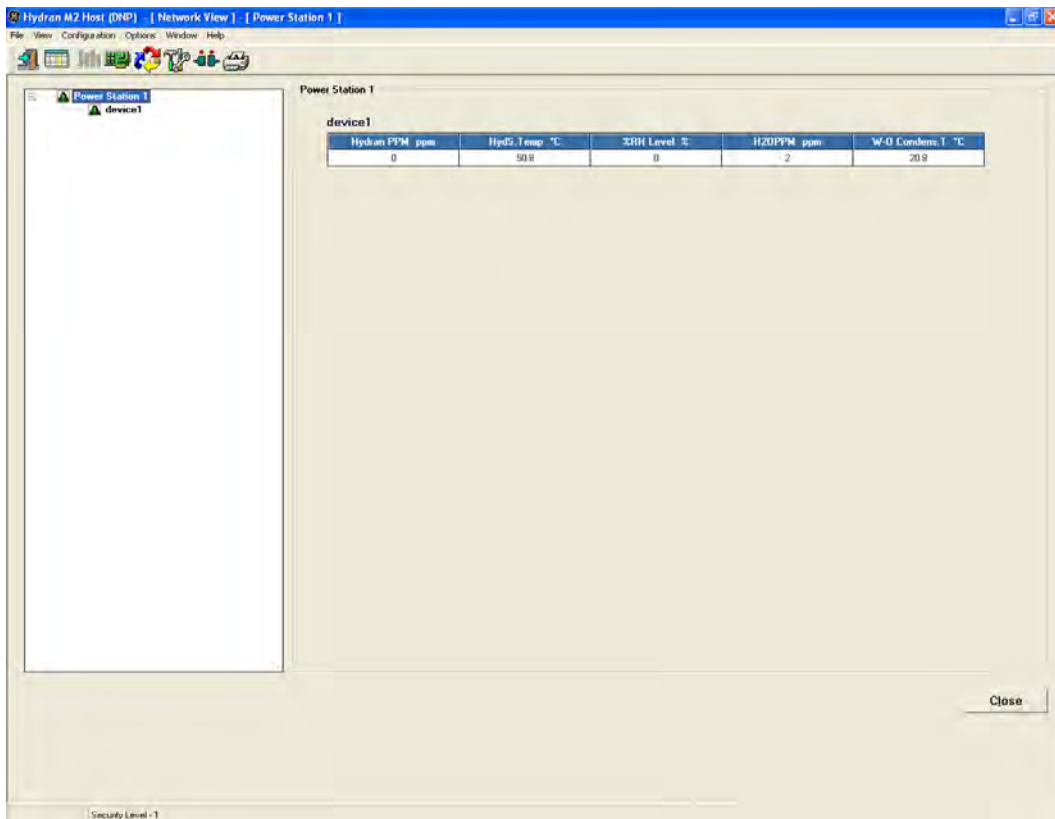 Hydran M2 Host (DNP) - [ Network View ] - [ Power Station 1 ]
File View Configuration Options Window Help
Power Station 1
device1
Power Station 1
device1
Hydran PPM ppm HydS.Temp °C %RH Level % H2OPPM ppm W-O Condens.T °C
0 50.8 0 2 20.8
Close
Security Level - 1